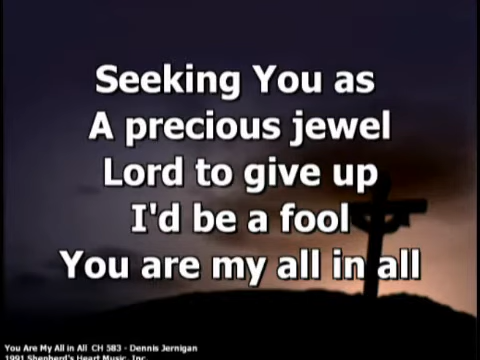 Seeking You as
A precious jewel
Lord to give up
I'd be a fool
You are my all in all
You Are My All in All CH 583 - Dennis Jernigan
1991 Shepherd's Heart Music, Inc.